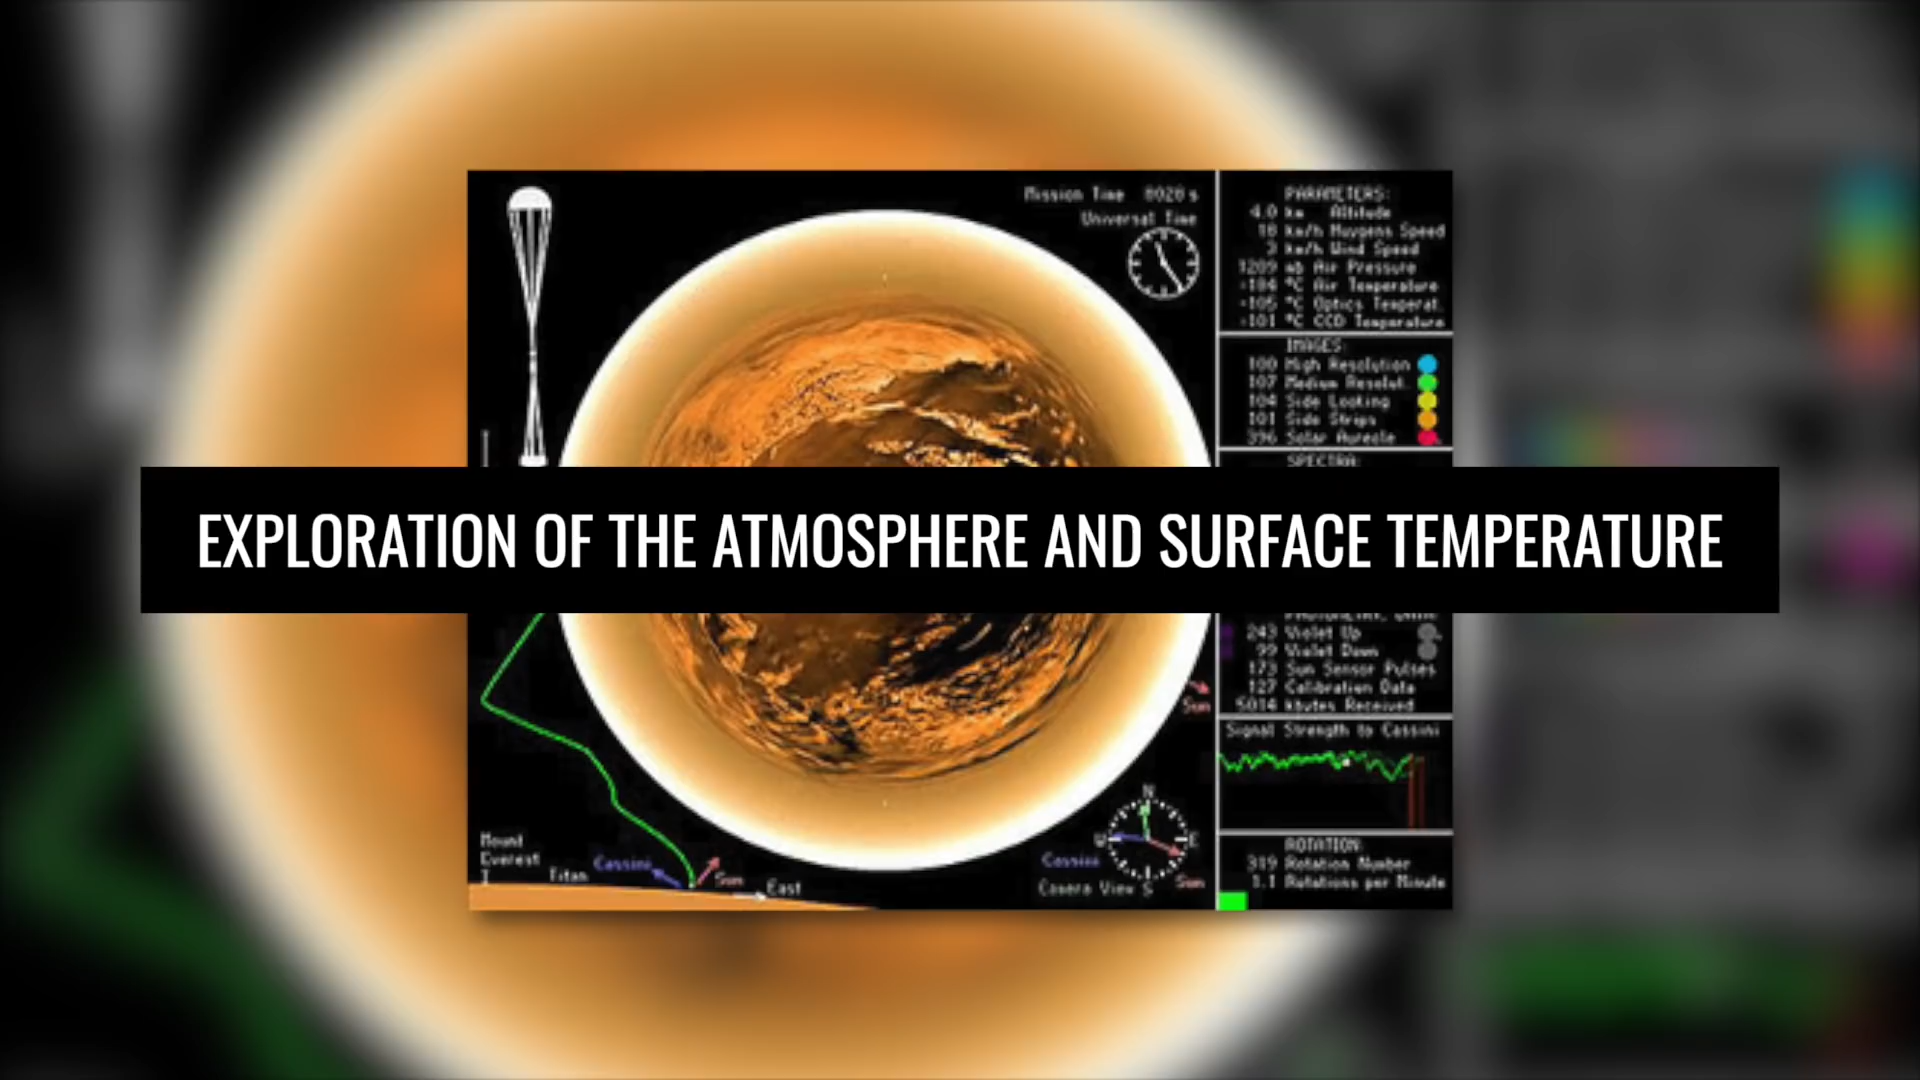 Mission Time 8020 s
Universal Time
PARAMETERS:
4.0 km Altitude
18 km/h Huygens Speed
3 km/h Wind Speed
1209 mb Air Pressure
°C Air Temperature
°C Optics Temperat.
-101 °C CCD Temperature
IMAGES:
100 High Resolution
107 Medium Resolut.
104 Side Looking
101 Side Strips
396 Solar Aureole
SPECTRA:
EXPLORATION OF THE ATMOSPHERE AND SURFACE TEMPERATURE
243 Violet Up
99 Violet Down
173 Sun Sensor Pulses
127 Calibration Data
5014 kbytes Received
Sun
Signal Strength to Cassini
N
W
E
S
Cassini
Sun
Camera View
Mount
Everest
Titan
Cassini
Sun
East
ROTATION:
319 Rotation Number
1.1 Rotations per Minute